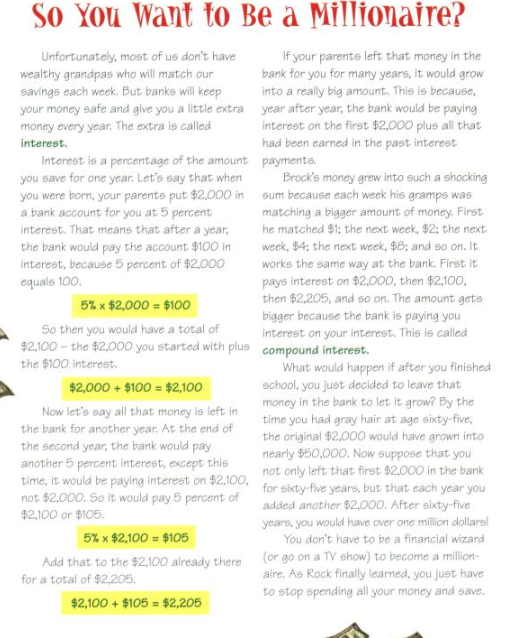 So You Want to Be a Millionaire?
Unfortunately, most of us don't have
wealthy grandpas who will match our
savings each week. But banks will keep
your money safe and give you a little extra
money every year. The extra is called
interest.
Interest is a percentage of the amount
you save for one year. Let's say that when
you were born, your parents put $2,000 in
a bank account for you at 5 percent
interest. That means that after a year,
the bank would pay the account $100 in
interest, because 5 percent of $2,000
equals 100.
5% x $2,000 = $100
So then you would have a total of
$2,100 – the $2,000 you started with plus
the $100 interest.
$2,000 + $100 = $2,100
Now let's say all that money is left in
the bank for another year. At the end of
the second year, the bank would pay
another 5 percent interest, except this
time, it would be paying interest on $2,100,
not $2,000. So it would pay 5 percent of
$2,100 or $105.
5% x $2,100 = $105
Add that to the $2,100 already there
for a total of $2,205.
$2,100 + $105 = $2,205
If your parents left that money in the
bank for you for many years, it would grow
into a really big amount. This is because,
year after year, the bank would be paying
interest on the first $2,000 plus all that
had been earned in the past interest
payments.
Brock's money grew into such a shocking
sum because each week his gramps was
matching a bigger amount of money. First
he matched $1; the next week, $2; the next
week, $4; the next week, $8; and so on. It
works the same way at the bank. First it
pays interest on $2,000, then $2,100,
then $2,205, and so on. The amount gets
bigger because the bank is paying you
interest on your interest. This is called
compound interest.
What would happen if after you finished
school, you just decided to leave that
money in the bank to let it grow? By the
time you had gray hair at age sixty-five,
the original $2,000 would have grown into
nearly $50,000. Now suppose that you
not only left that first $2,000 in the bank
for sixty-five years, but that each year you
added another $2,000. After sixty-five
years, you would have over one million dollars!
You don't have to be a financial wizard
(or go on a TV show) to become a million-
aire. As Rock finally learned, you just have
to stop spending all your money and save.